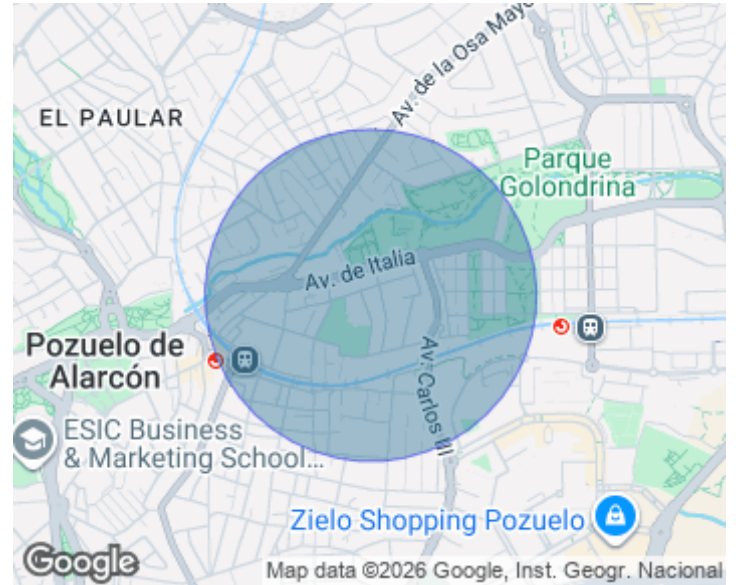 Av. de la Osa Mayo
EL PAULAR
Parque
Golondrina
Av. de Italia
Pozuelo de
Alarcón
Av. Carlos III
ESIC Business
& Marketing School...
Zielo Shopping Pozuelo
Google
Map data ©2026 Google, Inst. Geogr. Nacional